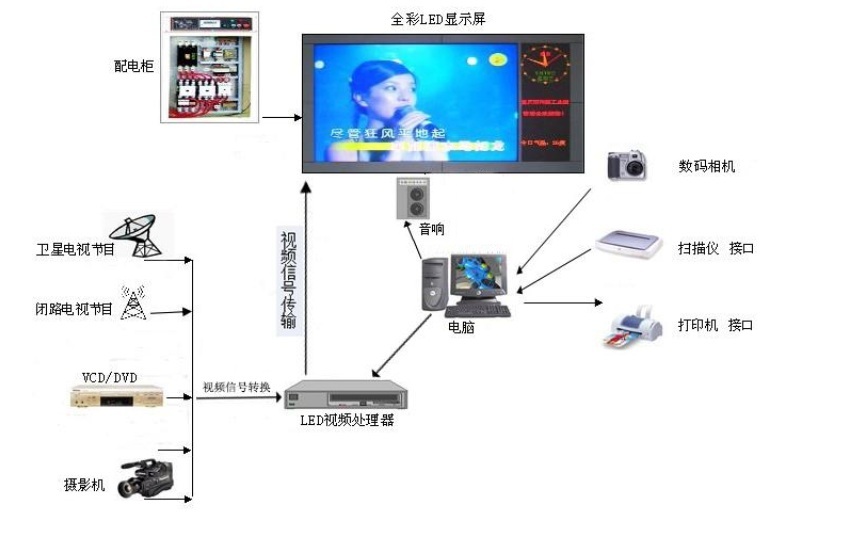 全彩LED显示屏
配电柜
尽管狂风平地起
数码相机
音响
卫星电视节目
视频信号传输
扫描仪 接口
闭路电视节目
电脑
打印机 接口
VCD/DVD
视频信号转换
LED视频处理器
摄影机